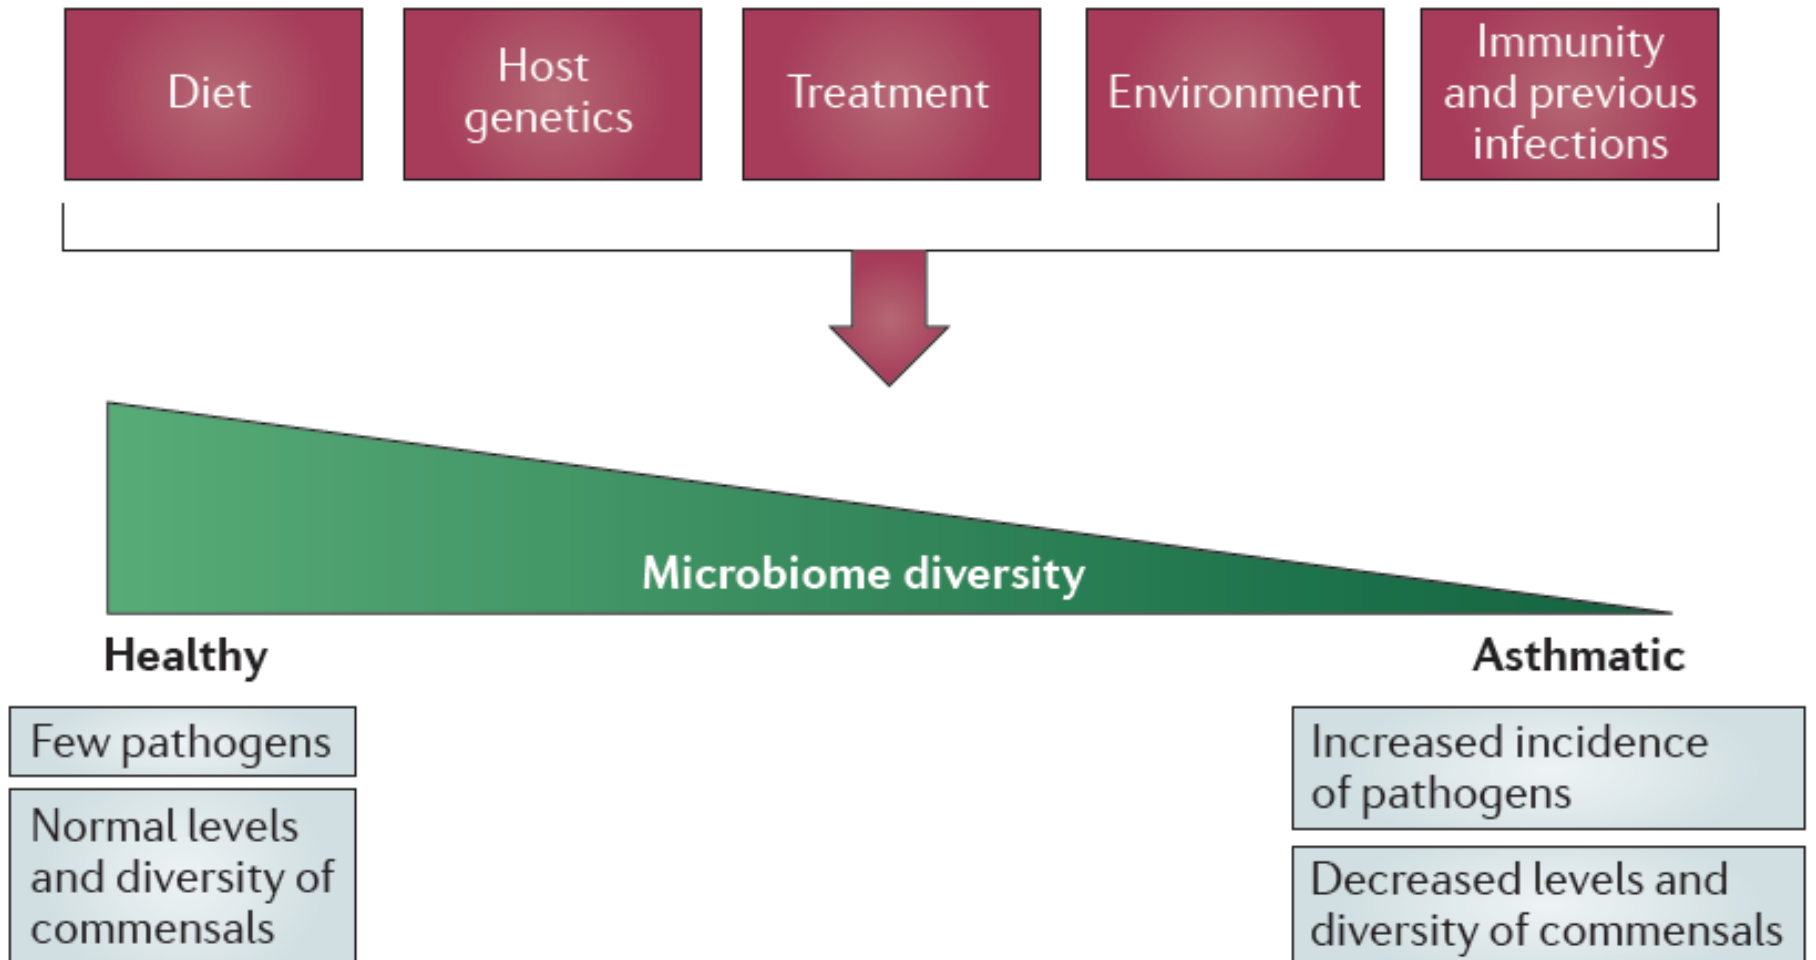 Diet
Host
genetics
Treatment
Environment
Immunity
and previous
infections
Microbiome diversity
Healthy
Asthmatic
Few pathogens
Normal levels
and diversity of
commensals
Increased incidence
of pathogens
Decreased levels and
diversity of commensals